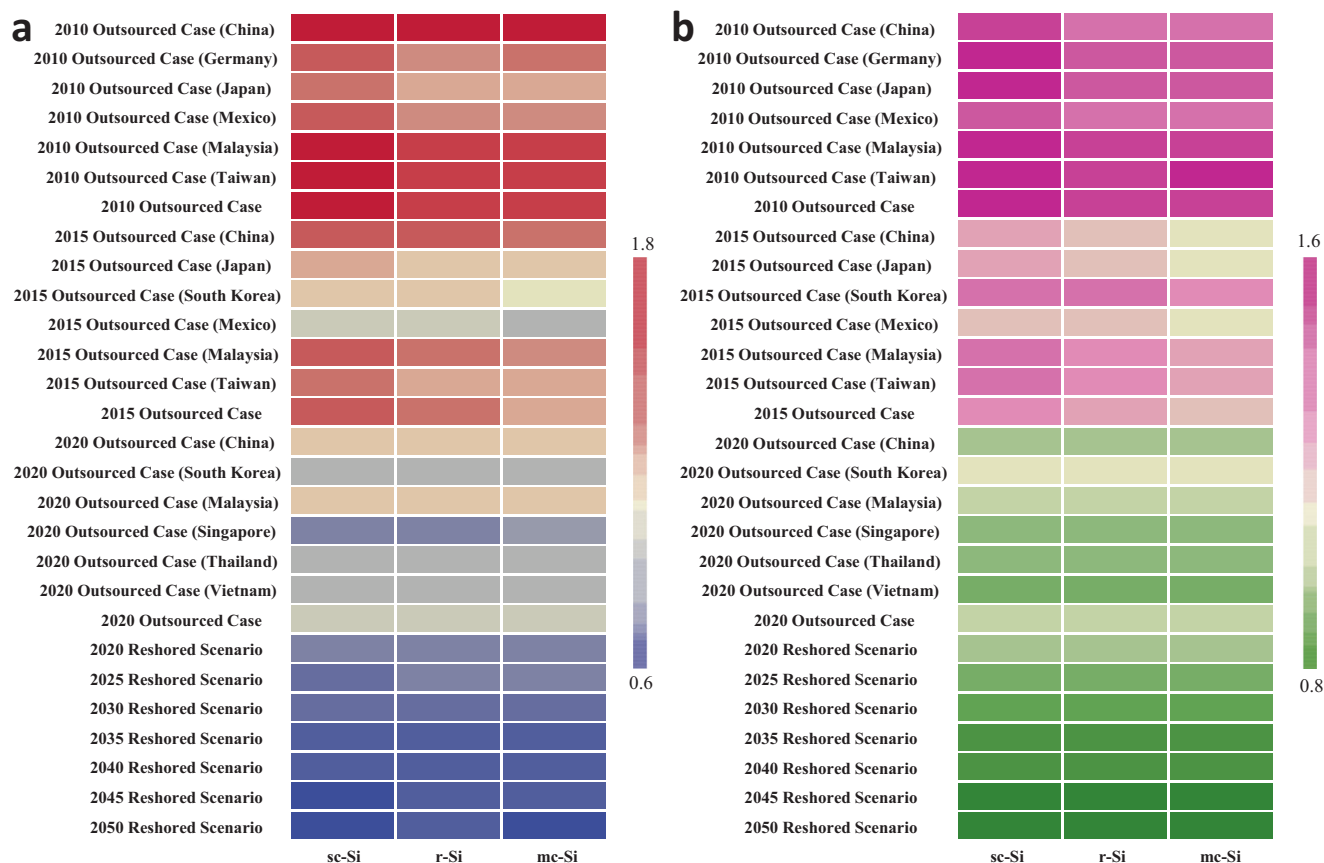 a
2010 Outsourced Case (China)
2010 Outsourced Case (Germany)
2010 Outsourced Case (Japan)
2010 Outsourced Case (Mexico)
2010 Outsourced Case (Malaysia)
2010 Outsourced Case (Taiwan)
2010 Outsourced Case
2015 Outsourced Case (China)
2015 Outsourced Case (Japan)
2015 Outsourced Case (South Korea)
2015 Outsourced Case (Mexico)
2015 Outsourced Case (Malaysia)
2015 Outsourced Case (Taiwan)
2015 Outsourced Case
2020 Outsourced Case (China)
2020 Outsourced Case (South Korea)
2020 Outsourced Case (Malaysia)
2020 Outsourced Case (Singapore)
2020 Outsourced Case (Thailand)
2020 Outsourced Case (Vietnam)
2020 Outsourced Case
2020 Reshored Scenario
2025 Reshored Scenario
2030 Reshored Scenario
2035 Reshored Scenario
2040 Reshored Scenario
2045 Reshored Scenario
2050 Reshored Scenario
sc-Si r-Si mc-Si
1.8
0.6
b
2010 Outsourced Case (China)
2010 Outsourced Case (Germany)
2010 Outsourced Case (Japan)
2010 Outsourced Case (Mexico)
2010 Outsourced Case (Malaysia)
2010 Outsourced Case (Taiwan)
2010 Outsourced Case
2015 Outsourced Case (China)
2015 Outsourced Case (Japan)
2015 Outsourced Case (South Korea)
2015 Outsourced Case (Mexico)
2015 Outsourced Case (Malaysia)
2015 Outsourced Case (Taiwan)
2015 Outsourced Case
2020 Outsourced Case (China)
2020 Outsourced Case (South Korea)
2020 Outsourced Case (Malaysia)
2020 Outsourced Case (Singapore)
2020 Outsourced Case (Thailand)
2020 Outsourced Case (Vietnam)
2020 Outsourced Case
2020 Reshored Scenario
2025 Reshored Scenario
2030 Reshored Scenario
2035 Reshored Scenario
2040 Reshored Scenario
2045 Reshored Scenario
2050 Reshored Scenario
sc-Si r-Si mc-Si
1.6
0.8